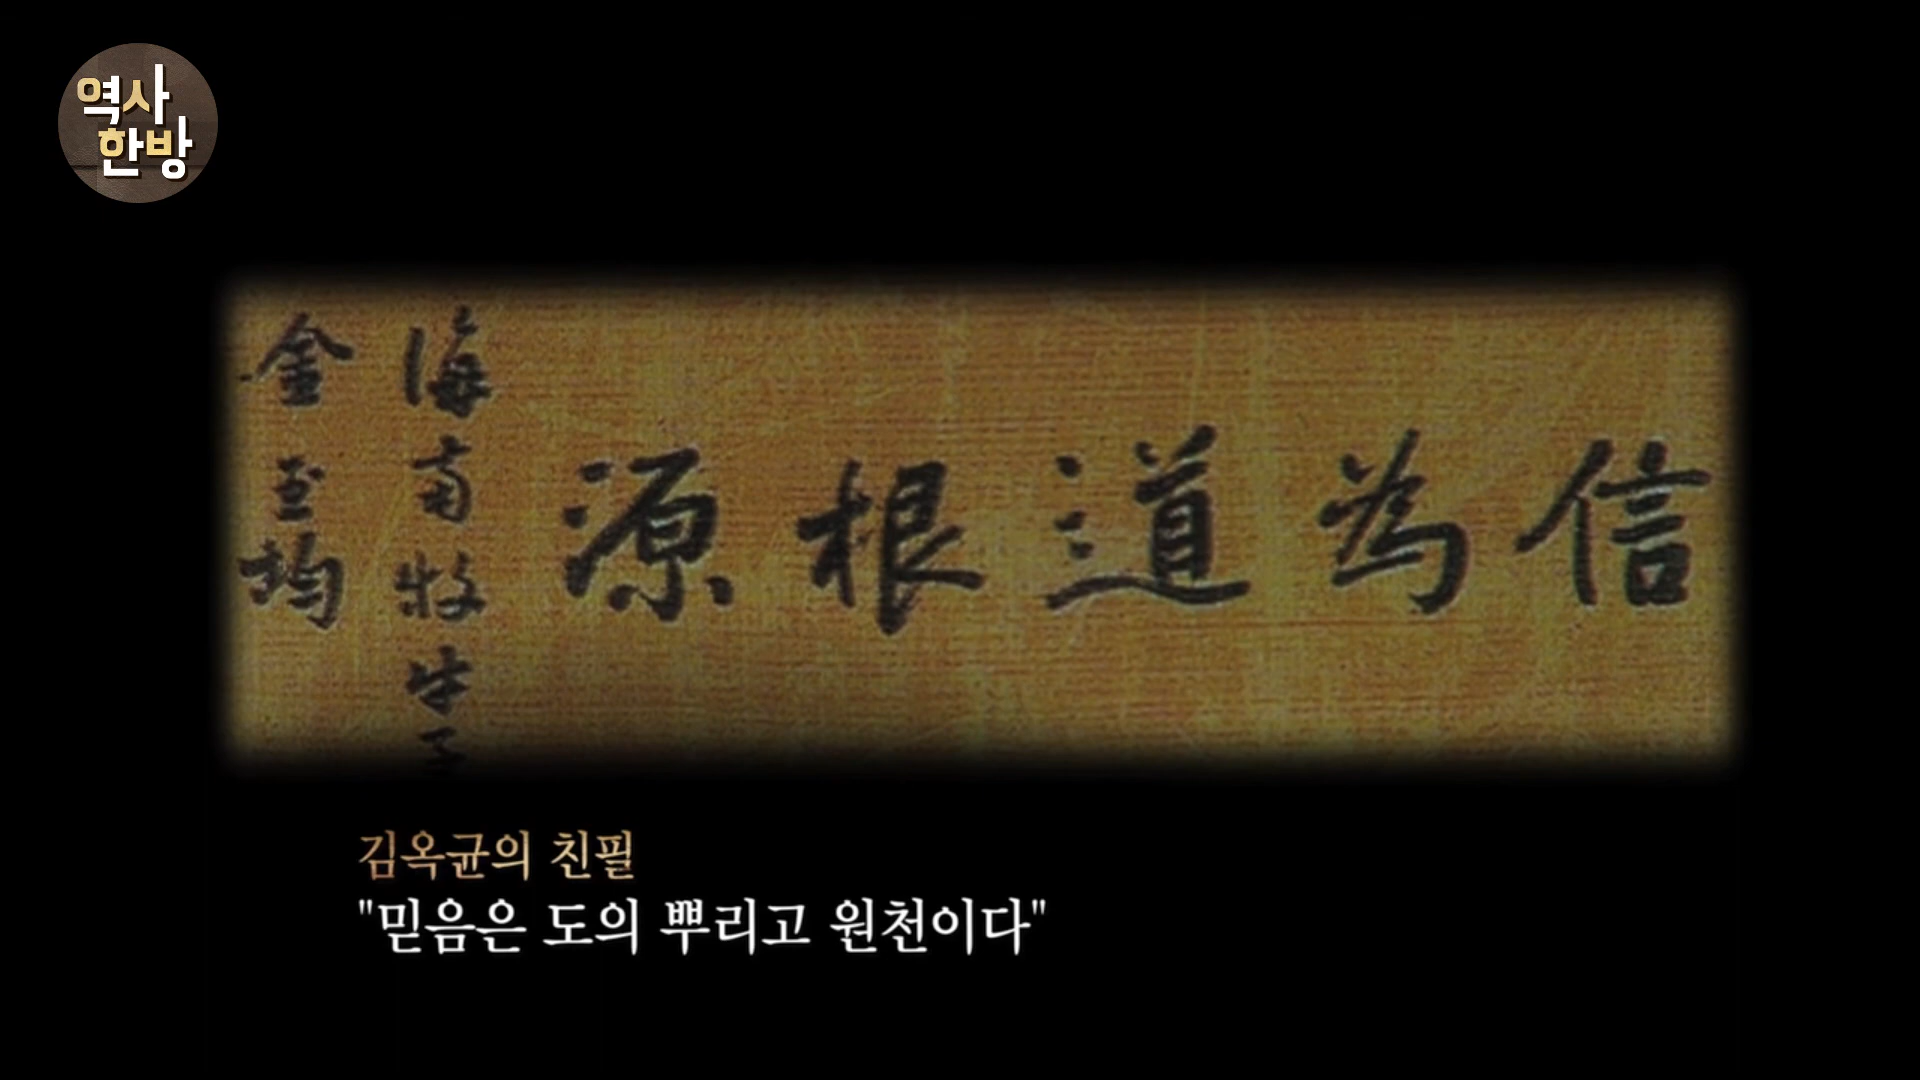 역사
한방
信為道根源
海南牧牛子
金玉均
김옥균의 친필
"믿음은 도의 뿌리고 원천이다"